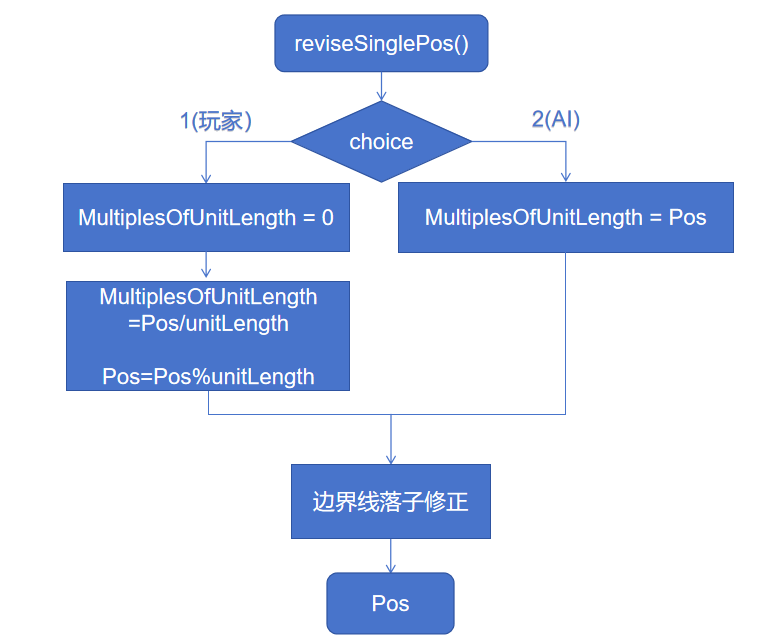 reviseSinglePos()
1(玩家)
2(AI)
choice
MultiplesOfUnitLength = 0
MultiplesOfUnitLength = Pos
MultiplesOfUnitLength
=Pos/unitLength
Pos=Pos%unitLength
边界线落子修正
Pos